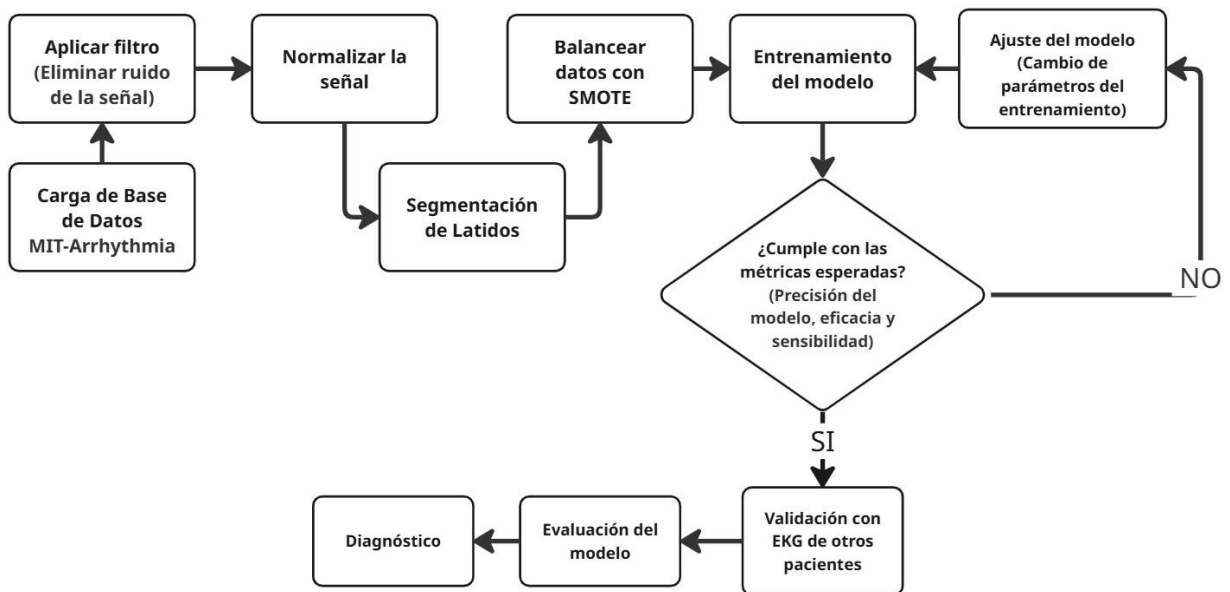 Aplicar filtro
(Eliminar ruido
de la señal)
Normalizar la
señal
Balancear
datos con
SMOTE
Entrenamiento
del modelo
Ajuste del modelo
(Cambio de
parámetros del
entrenamiento)
Carga de Base
de Datos
MIT-Arrhythmia
Segmentación
de Latidos
¿Cumple con las
métricas esperadas?
(Precisión del
modelo, eficacia y
sensibilidad)
NO
SI
Diagnóstico
Evaluación del
modelo
Validación con
EKG de otros
pacientes